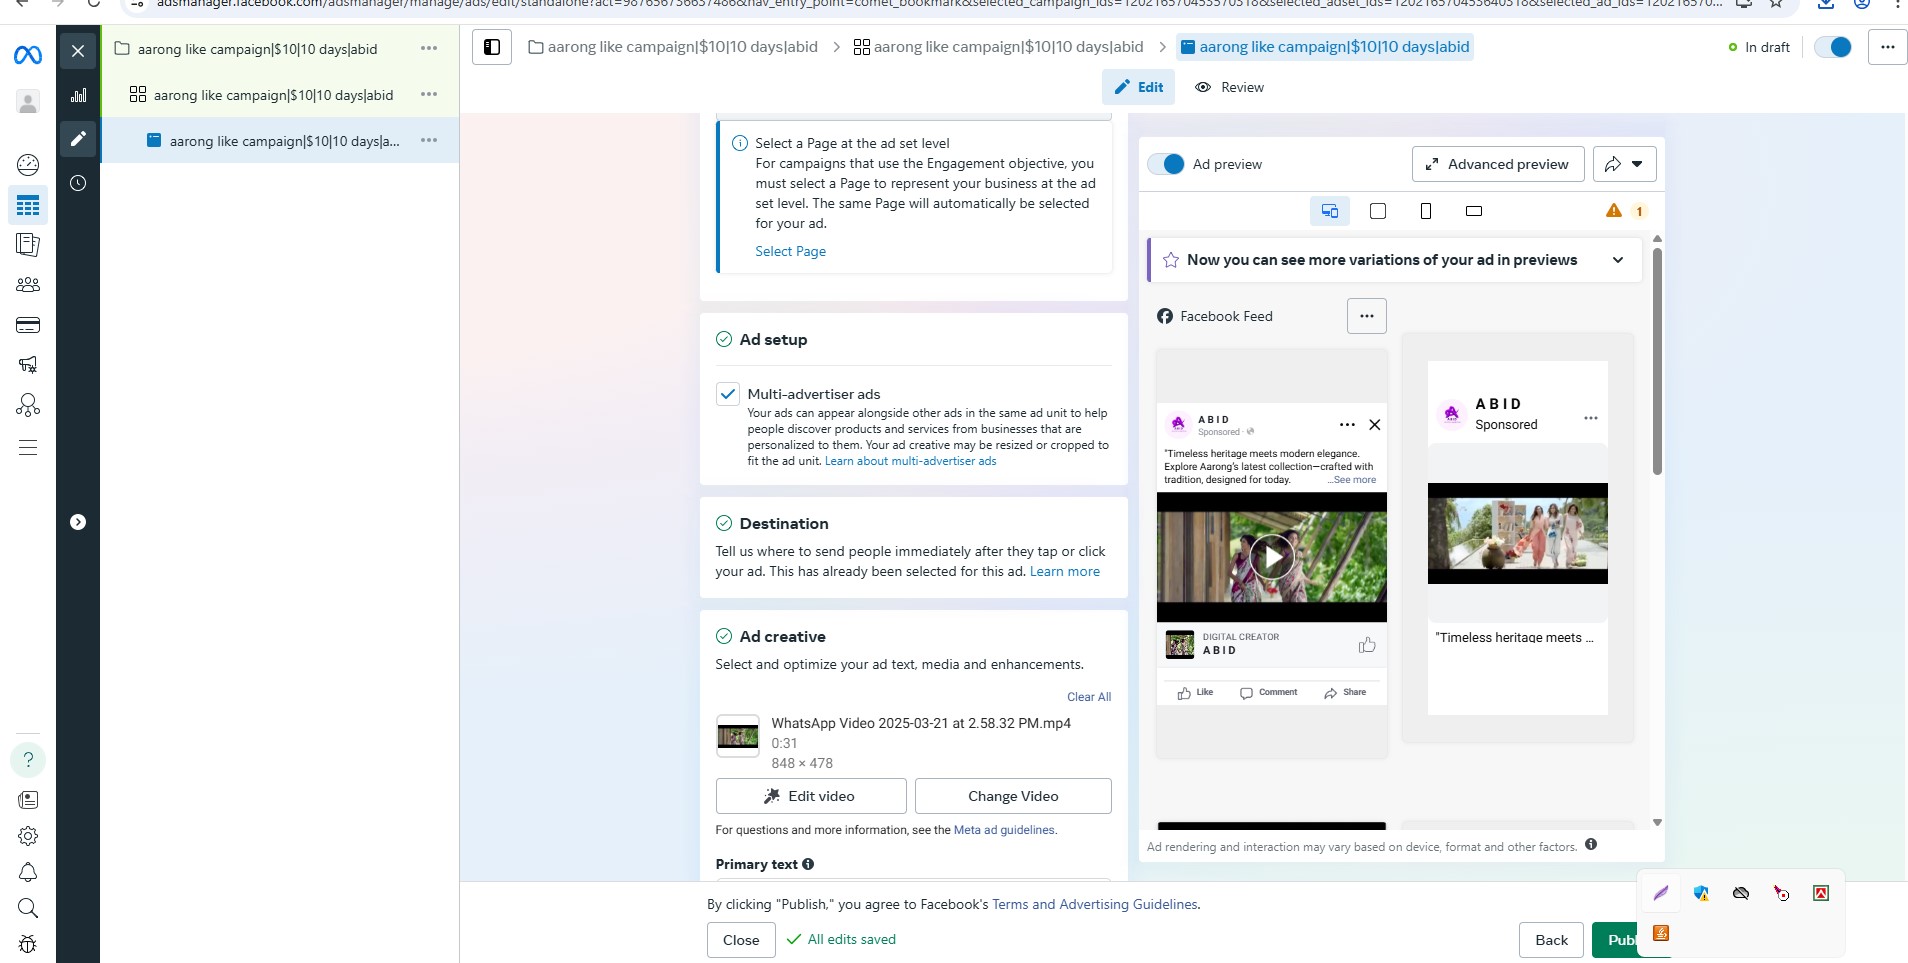 adsmanager.facebook.com/adsmanager/manage/ads/edit/standalone?act=987656736657486&nav_entry_point=comet_bookmark&selected_campaign_ids=120216570453570318&selected_adset_ids=120216570453640318&selected_ad_ids=120216570...
aarong like campaign|$10|10 days|abid
aarong like campaign|$10|10 days|abid
aarong like campaign|$10|10 days|a...
aarong like campaign|$10|10 days|abid
aarong like campaign|$10|10 days|abid
aarong like campaign|$10|10 days|abid
In draft
Edit
Review
Select a Page at the ad set level
For campaigns that use the Engagement objective, you
must select a Page to represent your business at the ad
set level. The same Page will automatically be selected
for your ad.
Select Page
Ad setup
Multi-advertiser ads
Your ads can appear alongside other ads in the same ad unit to help
people discover products and services from businesses that are
personalized to them. Your ad creative may be resized or cropped to
fit the ad unit. Learn about multi-advertiser ads
Destination
Tell us where to send people immediately after they tap or click
your ad. This has already been selected for this ad. Learn more
Ad creative
Select and optimize your ad text, media and enhancements.
Clear All
WhatsApp Video 2025-03-21 at 2.58.32 PM.mp4
0:31
848 × 478
Edit video
Change Video
For questions and more information, see the Meta ad guidelines.
Primary text
Ad preview
Advanced preview
1
Now you can see more variations of your ad in previews
Facebook Feed
A B I D
Sponsored ·
"Timeless heritage meets modern elegance.
Explore Aarong's latest collection—crafted with
tradition, designed for today. ...See more
DIGITAL CREATOR
A B I D
Like
Comment
Share
A B I D
Sponsored
"Timeless heritage meets ...
Ad rendering and interaction may vary based on device, format and other factors.
By clicking "Publish," you agree to Facebook's Terms and Advertising Guidelines.
Close
All edits saved
Back
Publ